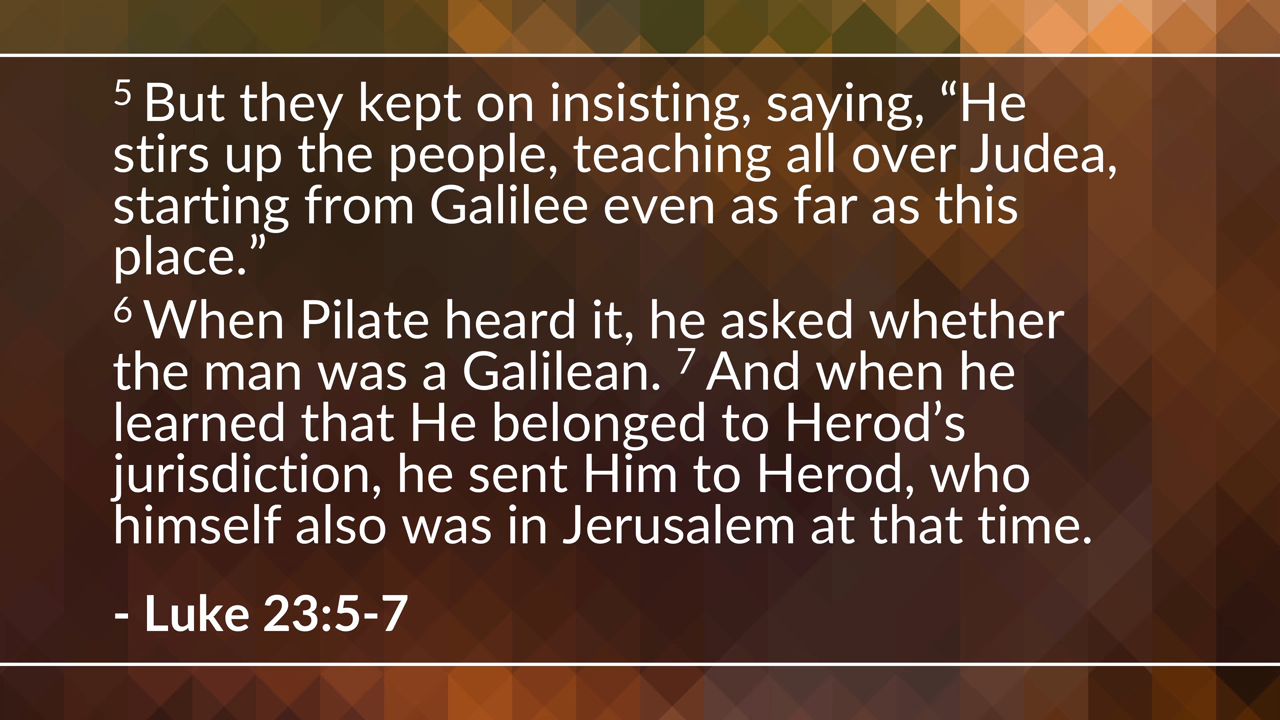 5 But they kept on insisting, saying, “He
stirs up the people, teaching all over Judea,
starting from Galilee even as far as this
place.”
6 When Pilate heard it, he asked whether
the man was a Galilean. 7 And when he
learned that He belonged to Herod’s
jurisdiction, he sent Him to Herod, who
himself also was in Jerusalem at that time.
- Luke 23:5-7